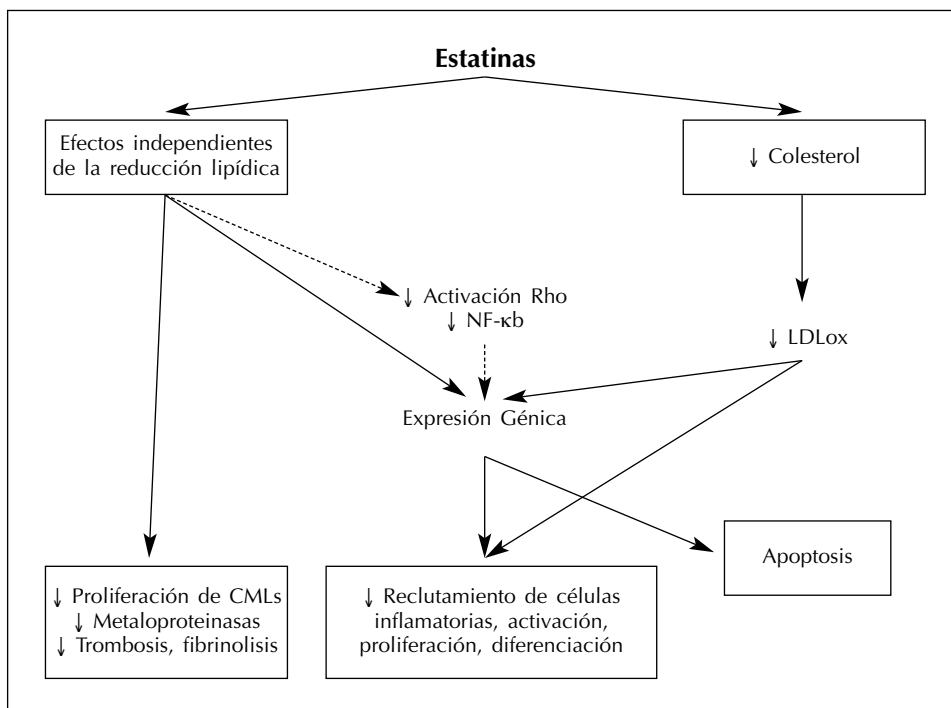 Estatinas
Efectos independientes
de la reducción lipídica
↓ Colesterol
↓ Activación Rho
↓ NF-κb
↓ LDLox
Expresión Génica
Apoptosis
↓ Proliferación de CMLs
↓ Metaloproteinasas
↓ Trombosis, fibrinolisis
↓ Reclutamiento de células
inflamatorias, activación,
proliferación, diferenciación